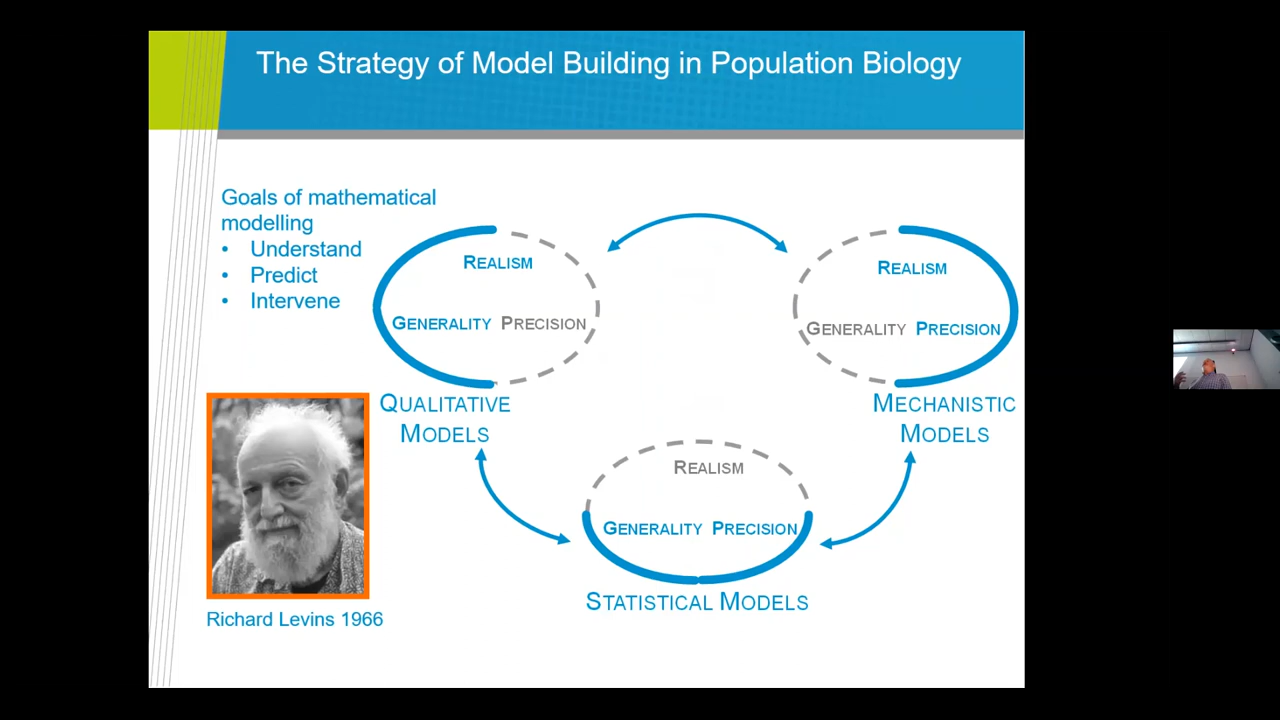 The Strategy of Model Building in Population Biology
Goals of mathematical
modelling
• Understand
• Predict
• Intervene
REALISM
GENERALITY PRECISION
QUALITATIVE
MODELS
REALISM
GENERALITY PRECISION
MECHANISTIC
MODELS
REALISM
GENERALITY PRECISION
STATISTICAL MODELS
Richard Levins 1966